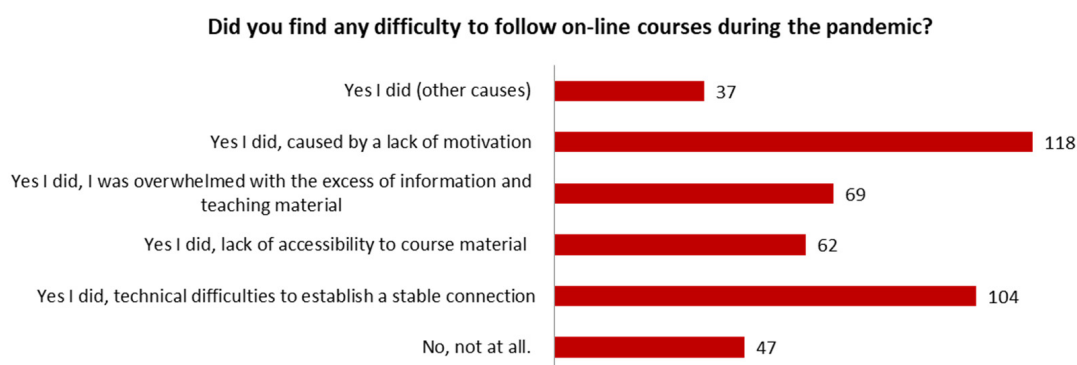 Did you find any difficulty to follow on-line courses during the pandemic?
Yes I did (other causes)
37
Yes I did, caused by a lack of motivation
118
Yes I did, I was overwhelmed with the excess of information and
teaching material
69
Yes I did, lack of accessibility to course material
62
Yes I did, technical difficulties to establish a stable connection
104
No, not at all.
47